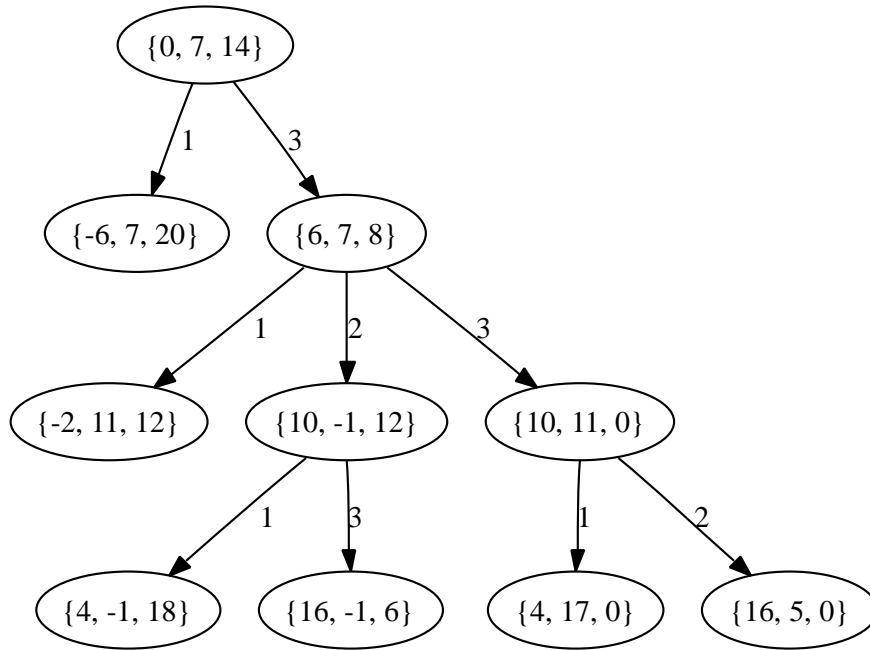 {0, 7, 14}
1
3
{-6, 7, 20}
{6, 7, 8}
1
2
3
{-2, 11, 12}
{10, -1, 12}
{10, 11, 0}
1
3
1
2
{4, -1, 18}
{16, -1, 6}
{4, 17, 0}
{16, 5, 0}